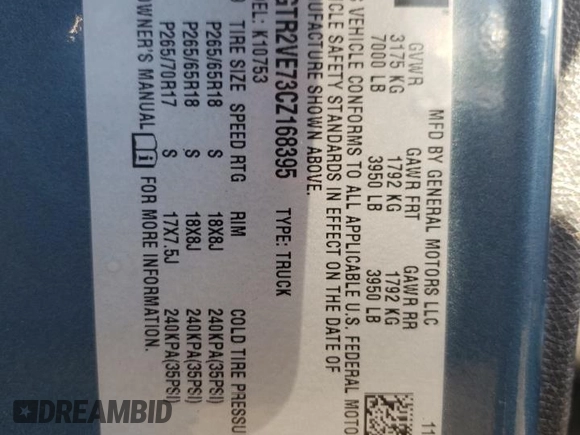 MFD BY GENERAL MOTORS LLC
GVWR GAWR FRT GAWR RR
3175 KG 1792 KG 1792 KG
7000 LB 3950 LB 3950 LB
S VEHICLE CONFORMS TO ALL APPLICABLE U.S. FEDERAL MOTO
ICLE SAFETY STANDARDS IN EFFECT ON THE DATE OF
UFACTURE SHOWN ABOVE.
GTR2VE73CZ168395 TYPE: TRUCK
DEL: K10753
TIRE SIZE SPEED RTG RIM COLD TIRE PRESSU
P265/65R18 S 18X8J 240KPA(35PSI)
P265/65R18 S 18X8J 240KPA(35PSI)
P265/70R17 S 17X7.5J 240KPA(35PSI)
OWNER'S MANUAL i FOR MORE INFORMATION.
11
DREAMBID